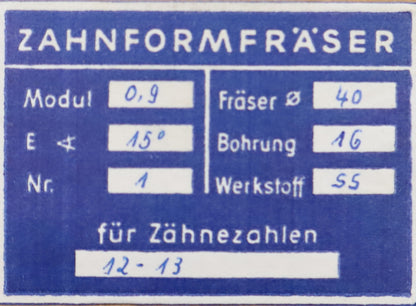 ZAHNFORMFRÄSER
Modul 0,9 Fräser ⌀ 40
E ∢ 15° Bohrung 16
Nr. 1 Werkstoff SS
für Zähnezahlen
12-13